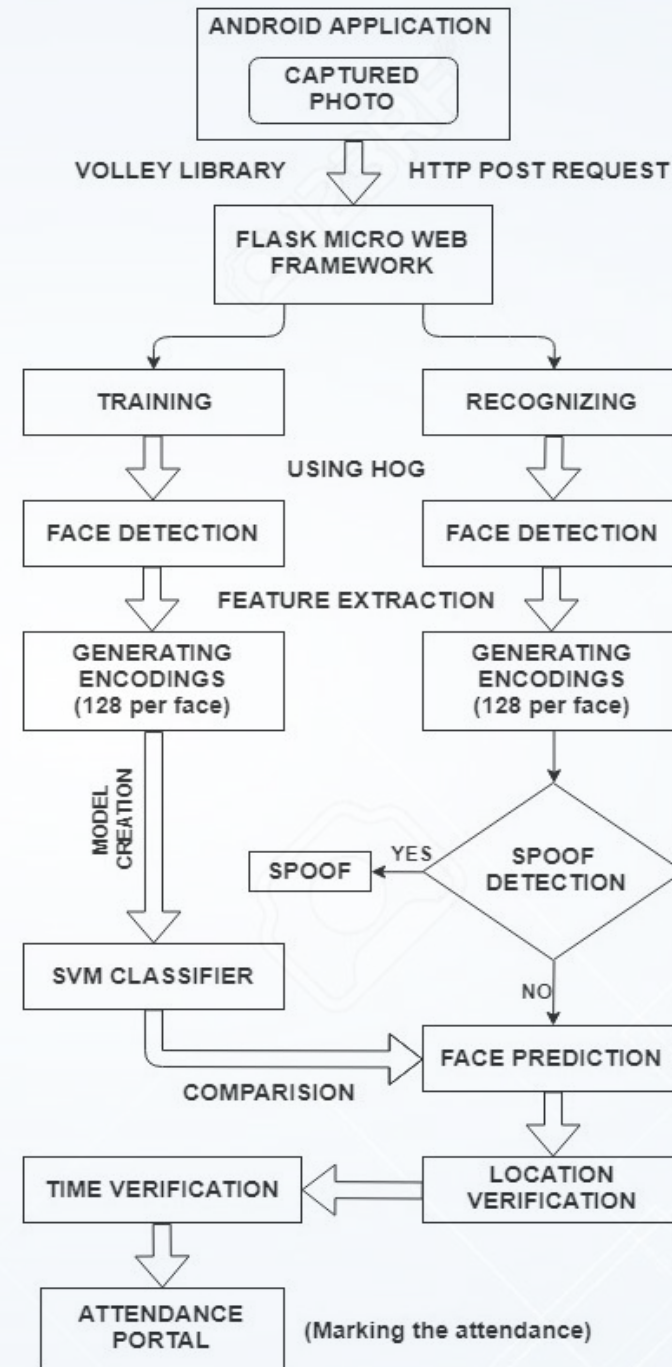 ANDROID APPLICATION
CAPTURED
PHOTO
VOLLEY LIBRARY
HTTP POST REQUEST
FLASK MICRO WEB
FRAMEWORK
TRAINING
RECOGNIZING
USING HOG
FACE DETECTION
FACE DETECTION
FEATURE EXTRACTION
GENERATING
ENCODINGS
(128 per face)
GENERATING
ENCODINGS
(128 per face)
MODEL
CREATION
SPOOF
YES
SPOOF
DETECTION
SVM CLASSIFIER
NO
FACE PREDICTION
COMPARISION
TIME VERIFICATION
LOCATION
VERIFICATION
ATTENDANCE
PORTAL
(Marking the attendance)